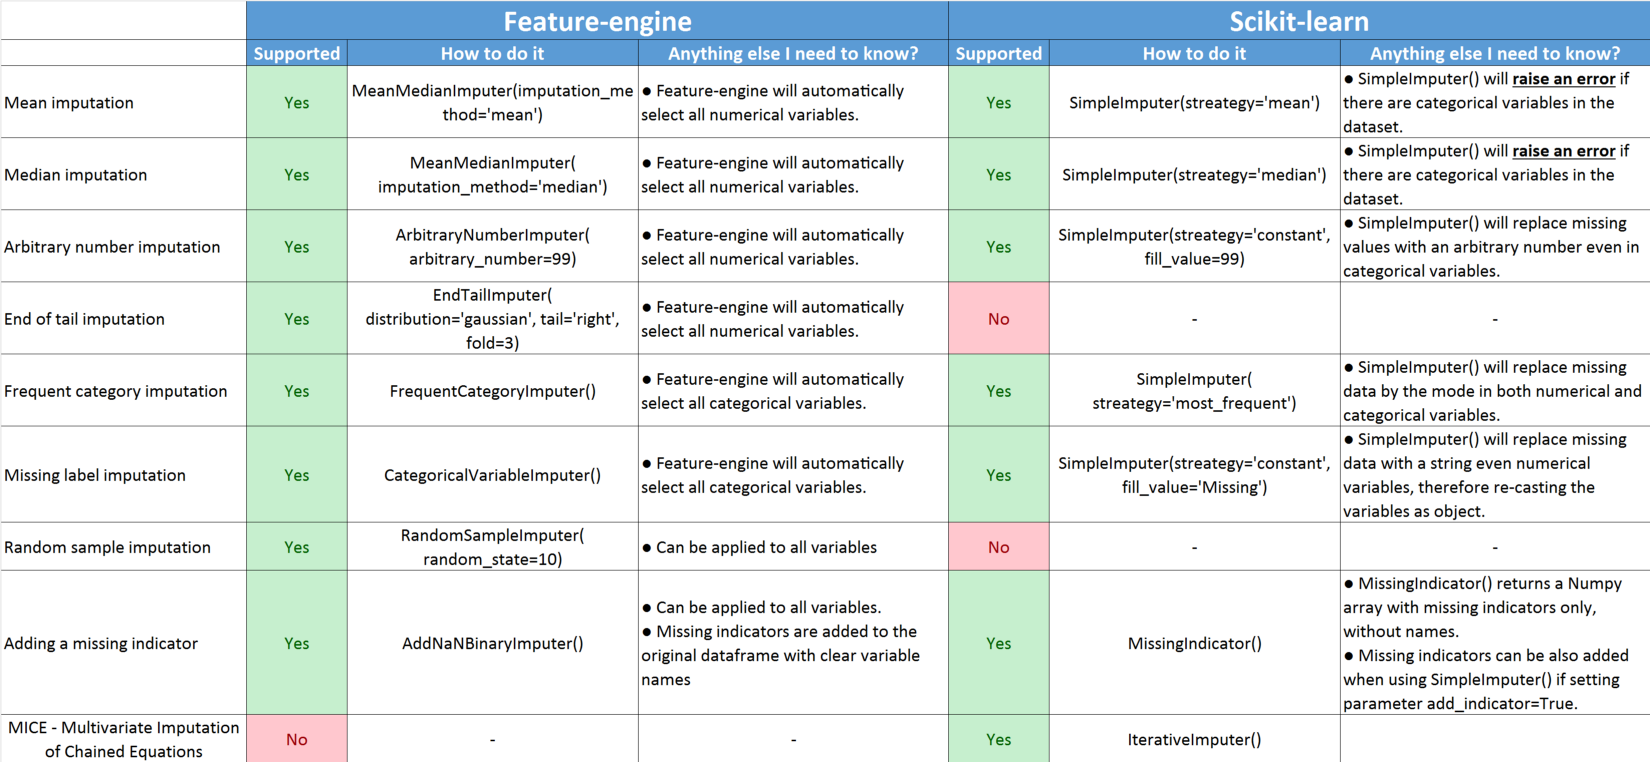 Feature-engine
Scikit-learn
Supported
How to do it
Anything else I need to know?
Supported
How to do it
Anything else I need to know?
Mean imputation
Yes
MeanMedianImputer(imputation_me
thod='mean')
● Feature-engine will automatically
select all numerical variables.
Yes
SimpleImputer(streategy='mean')
● SimpleImputer() will raise an error if
there are categorical variables in the
dataset.
Median imputation
Yes
MeanMedianImputer(
imputation_method='median')
● Feature-engine will automatically
select all numerical variables.
Yes
SimpleImputer(streategy='median')
● SimpleImputer() will raise an error if
there are categorical variables in the
dataset.
Arbitrary number imputation
Yes
ArbitraryNumberImputer(
arbitrary_number=99)
● Feature-engine will automatically
select all numerical variables.
Yes
SimpleImputer(streategy='constant',
fill_value=99)
● SimpleImputer() will replace missing
values with an arbitrary number even in
categorical variables.
End of tail imputation
Yes
EndTailImputer(
distribution='gaussian', tail='right',
fold=3)
● Feature-engine will automatically
select all numerical variables.
No
-
-
Frequent category imputation
Yes
FrequentCategoryImputer()
● Feature-engine will automatically
select all categorical variables.
Yes
SimpleImputer(
streategy='most_frequent')
● SimpleImputer() will replace missing
data by the mode in both numerical and
categorical variables.
Missing label imputation
Yes
CategoricalVariableImputer()
● Feature-engine will automatically
select all categorical variables.
Yes
SimpleImputer(streategy='constant',
fill_value='Missing')
● SimpleImputer() will replace missing
data with a string even numerical
variables, therefore re-casting the
variables as object.
Random sample imputation
Yes
RandomSampleImputer(
random_state=10)
● Can be applied to all variables
No
-
-
Adding a missing indicator
Yes
AddNaNBinaryImputer()
● Can be applied to all variables.
● Missing indicators are added to the
original dataframe with clear variable
names
Yes
MissingIndicator()
● MissingIndicator() returns a Numpy
array with missing indicators only,
without names.
● Missing indicators can be also added
when using SimpleImputer() if setting
parameter add_indicator=True.
MICE - Multivariate Imputation
of Chained Equations
No
-
-
Yes
IterativeImputer()